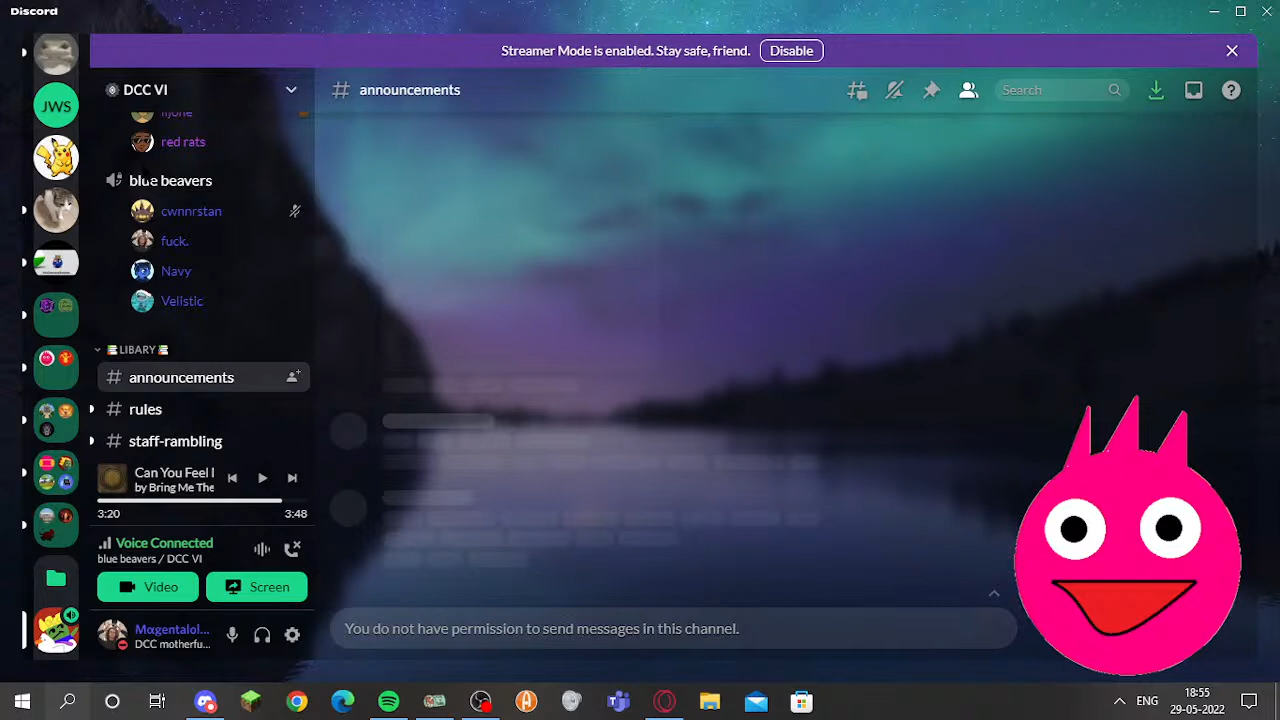 Discord
Streamer Mode is enabled. Stay safe, friend.
Disable
JWS
DCC VI
red rats
blue beavers
cwnnrstan
fuck.
Navy
Velistic
LIBARY
announcements
rules
staff-rambling
Can You Feel
by Bring Me The
3:20
3:48
Voice Connected
blue beavers / DCC VI
Video
Screen
Mαgentalol...
DCC motherfu...
announcements
Search
You do not have permission to send messages in this channel.
ENG
18:55
29-05-2022